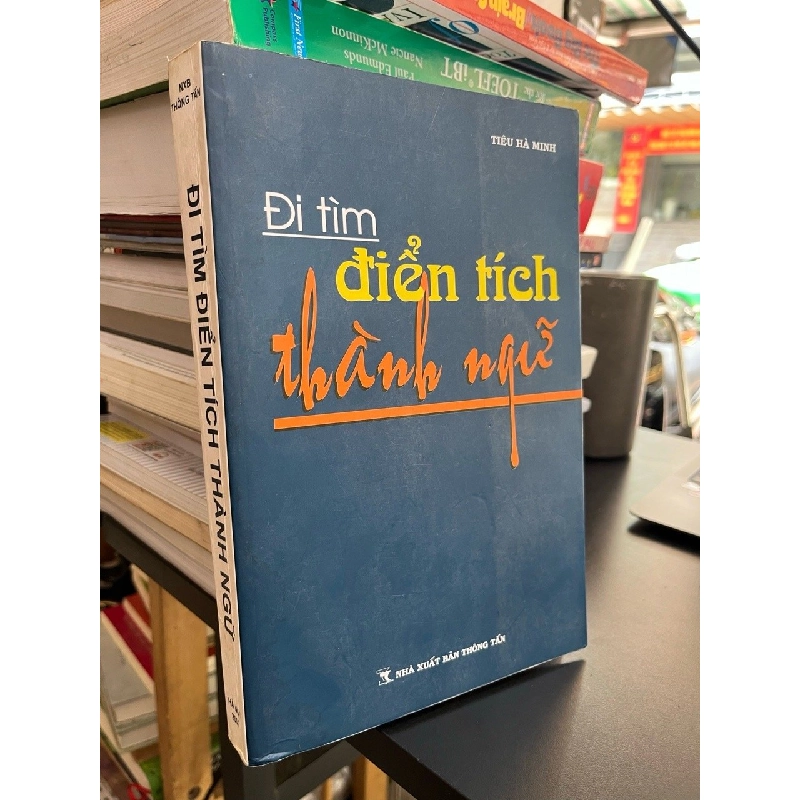 Nancie McKinnon
Paul Edmunds
TOEFL iBT
TIÊU HÀ MINH
Đi tìm
điển tích
thành ngữ
NHÀ XUẤT BẢN THÔNG TẤN
NXB
THÔNG TẤN
ĐI TÌM ĐIỂN TÍCH THÀNH NGỮ